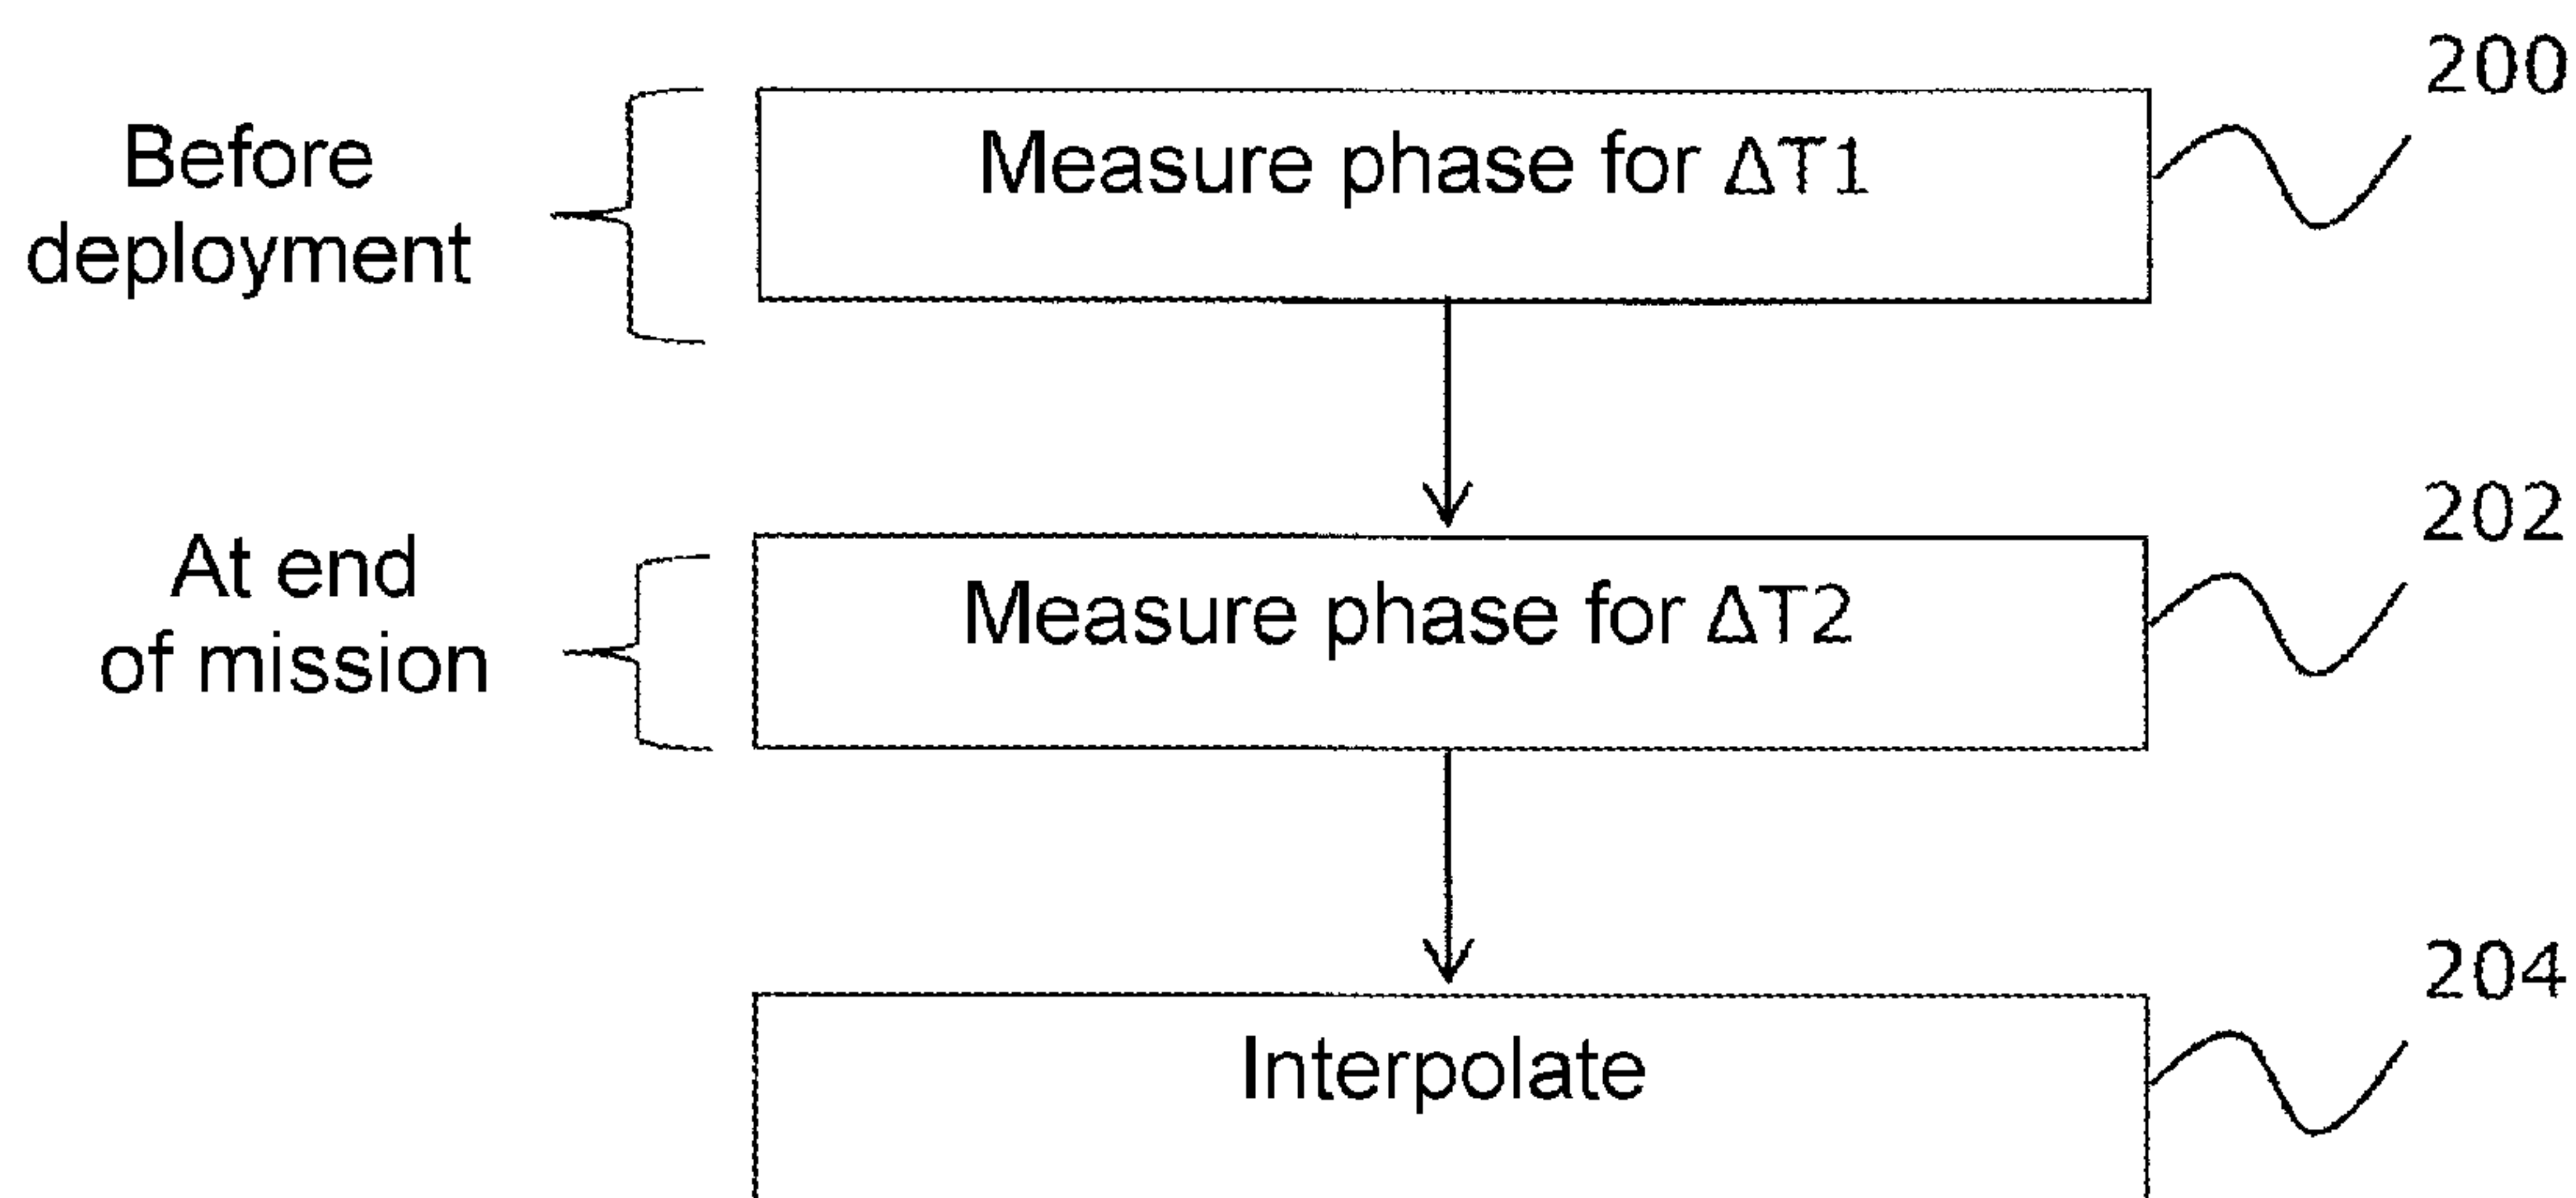 200
Before
deployment
Measure phase for ΔT1
202
At end
of mission
Measure phase for ΔT2
204
Interpolate